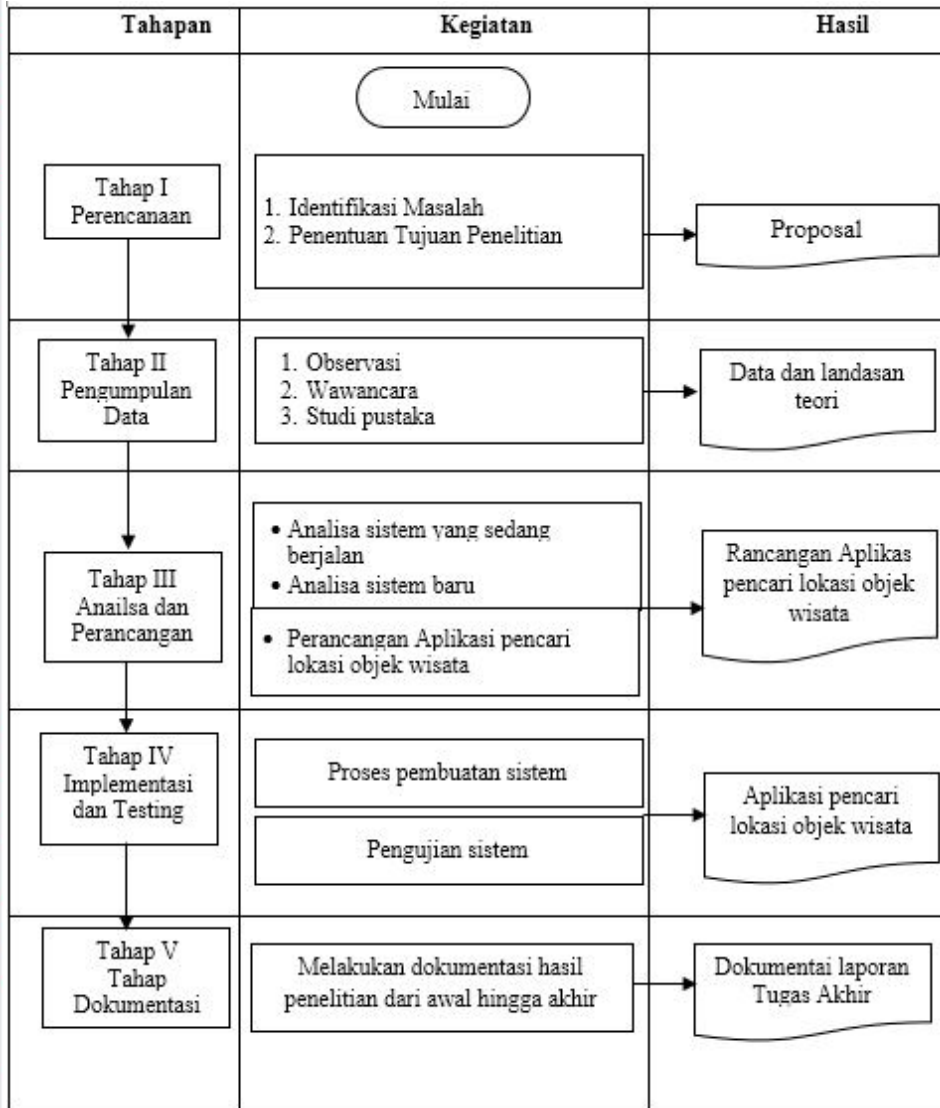 Tahapan
Kegiatan
Hasil
Mulai
Tahap I
Perencanaan
1. Identifikasi Masalah
2. Penentuan Tujuan Penelitian
Proposal
Tahap II
Pengumpulan
Data
1. Observasi
2. Wawancara
3. Studi pustaka
Data dan landasan
teori
Tahap III
Anailsa dan
Perancangan
• Analisa sistem yang sedang
berjalan
• Analisa sistem baru
• Perancangan Aplikasi pencari
lokasi objek wisata
Rancangan Aplikas
pencari lokasi objek
wisata
Tahap IV
Implementasi
dan Testing
Proses pembuatan sistem
Pengujian sistem
Aplikasi pencari
lokasi objek wisata
Tahap V
Tahap
Dokumentasi
Melakukan dokumentasi hasil
penelitian dari awal hingga akhir
Dokumentai laporan
Tugas Akhir